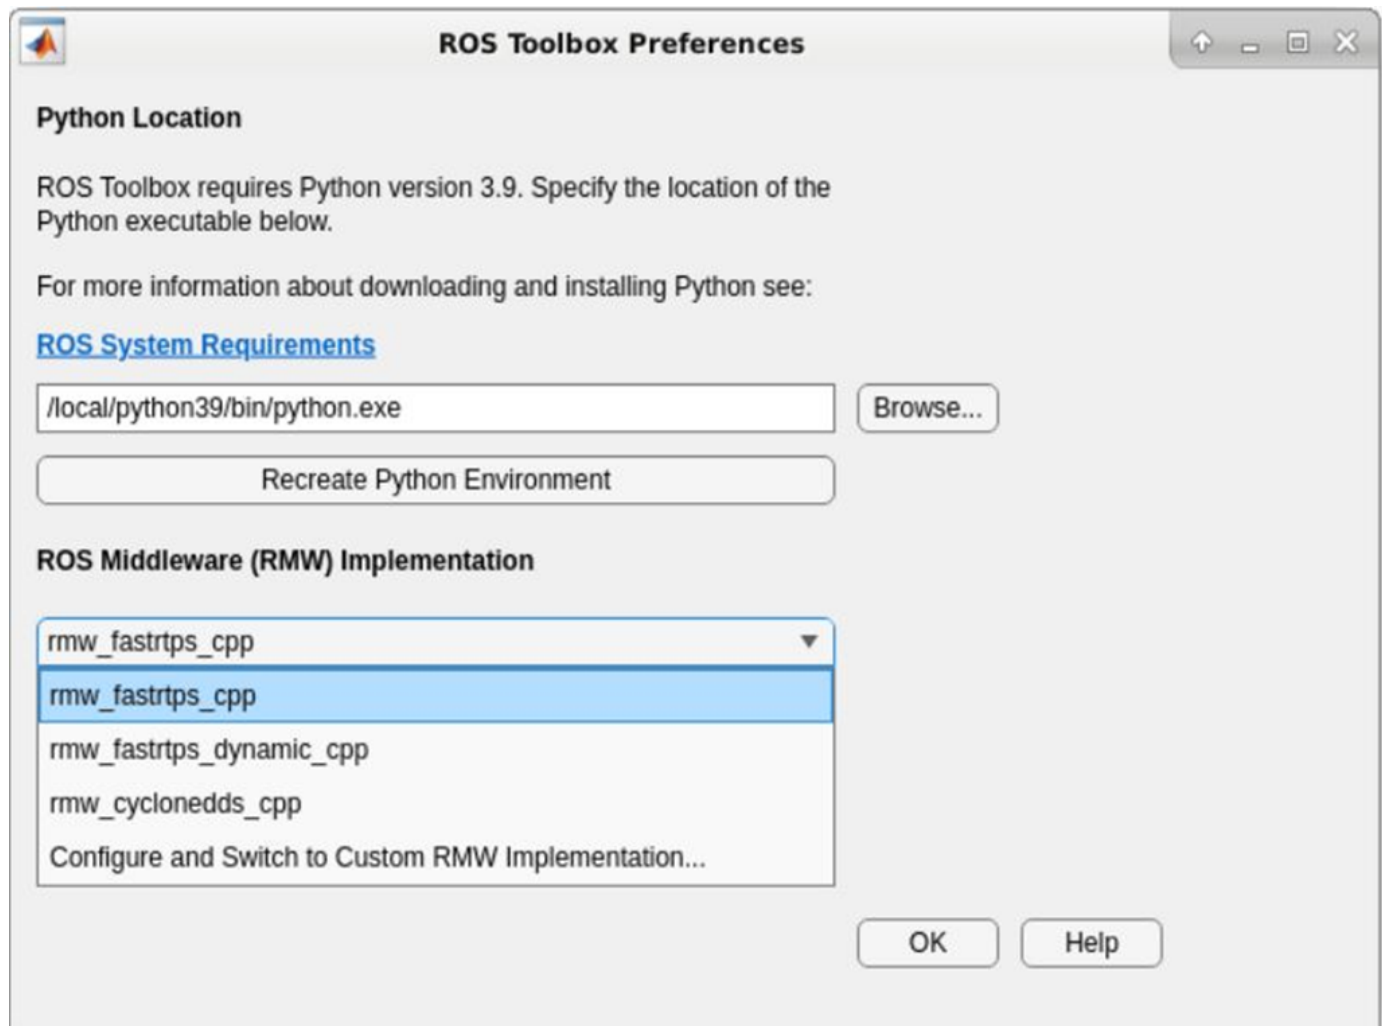 ROS Toolbox Preferences
Python Location
ROS Toolbox requires Python version 3.9. Specify the location of the
Python executable below.
For more information about downloading and installing Python see:
ROS System Requirements
/local/python39/bin/python.exe
Browse...
Recreate Python Environment
ROS Middleware (RMW) Implementation
rmw_fastrtps_cpp
rmw_fastrtps_cpp
rmw_fastrtps_dynamic_cpp
rmw_cyclonedds_cpp
Configure and Switch to Custom RMW Implementation...
OK
Help